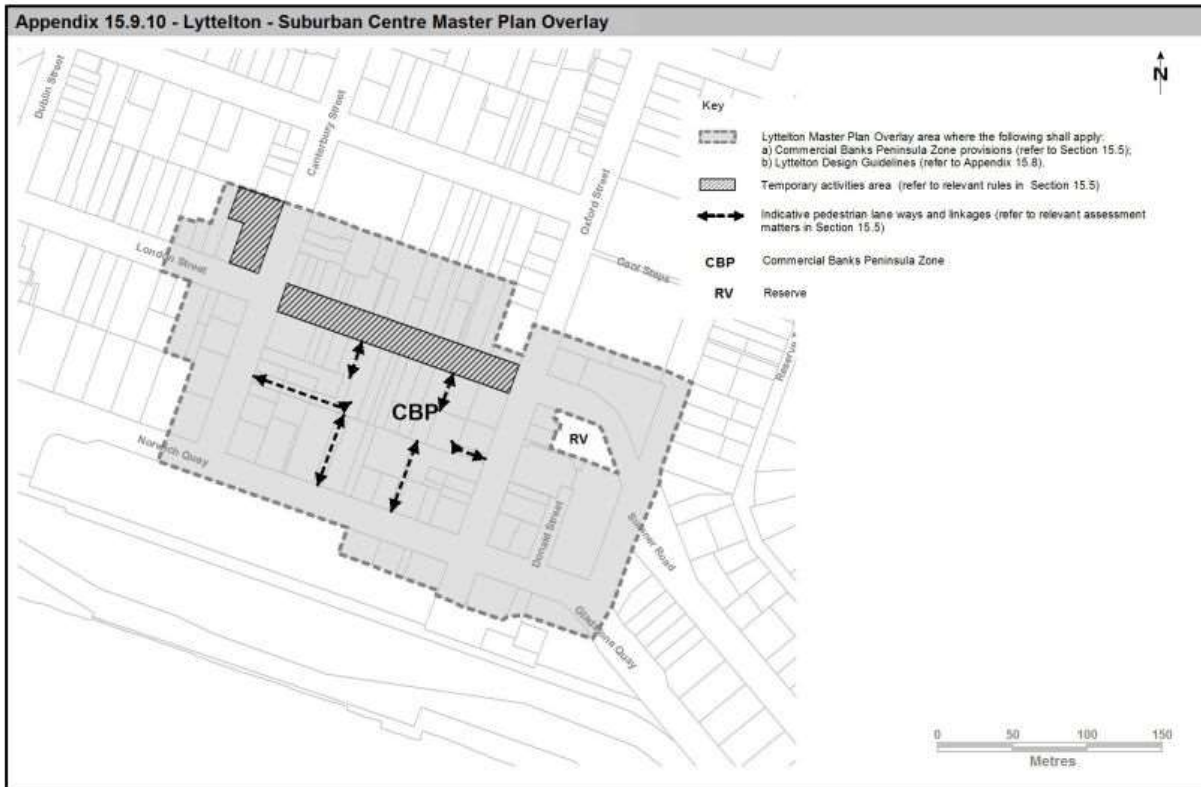 Appendix 15.9.10 - Lyttelton - Suburban Centre Master Plan Overlay
N
Key
Lyttelton Master Plan Overlay area where the following shall apply:
a) Commercial Banks Peninsula Zone provisions (refer to Section 15.5);
b) Lyttelton Design Guidelines (refer to Appendix 15.8).
Temporary activities area (refer to relevant rules in Section 15.5)
Indicative pedestrian lane ways and linkages (refer to relevant assessment
matters in Section 15.5)
CBP Commercial Banks Peninsula Zone
RV Reserve
Dublin Street
Canterbury Street
Oxford Street
London Street
Reserve
CBP
RV
Norwich Quay
Donald Street
Sumner Road
Gladstone Quay
0 50 100 150
Metres